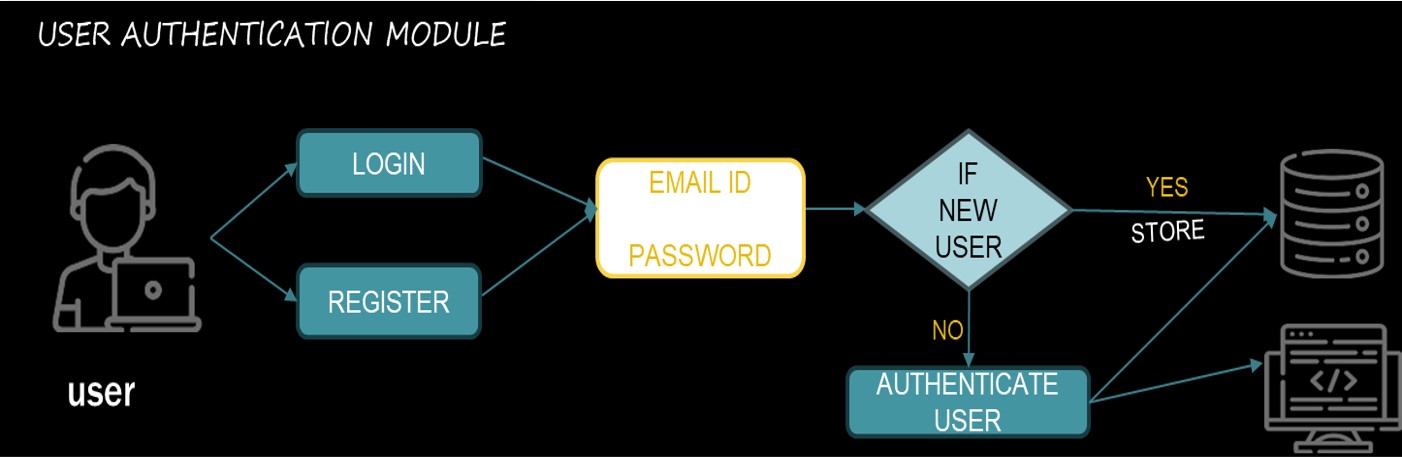 USER AUTHENTICATION MODULE
LOGIN
REGISTER
user
EMAIL ID
PASSWORD
IF
NEW
USER
YES
STORE
NO
AUTHENTICATE
USER
</>